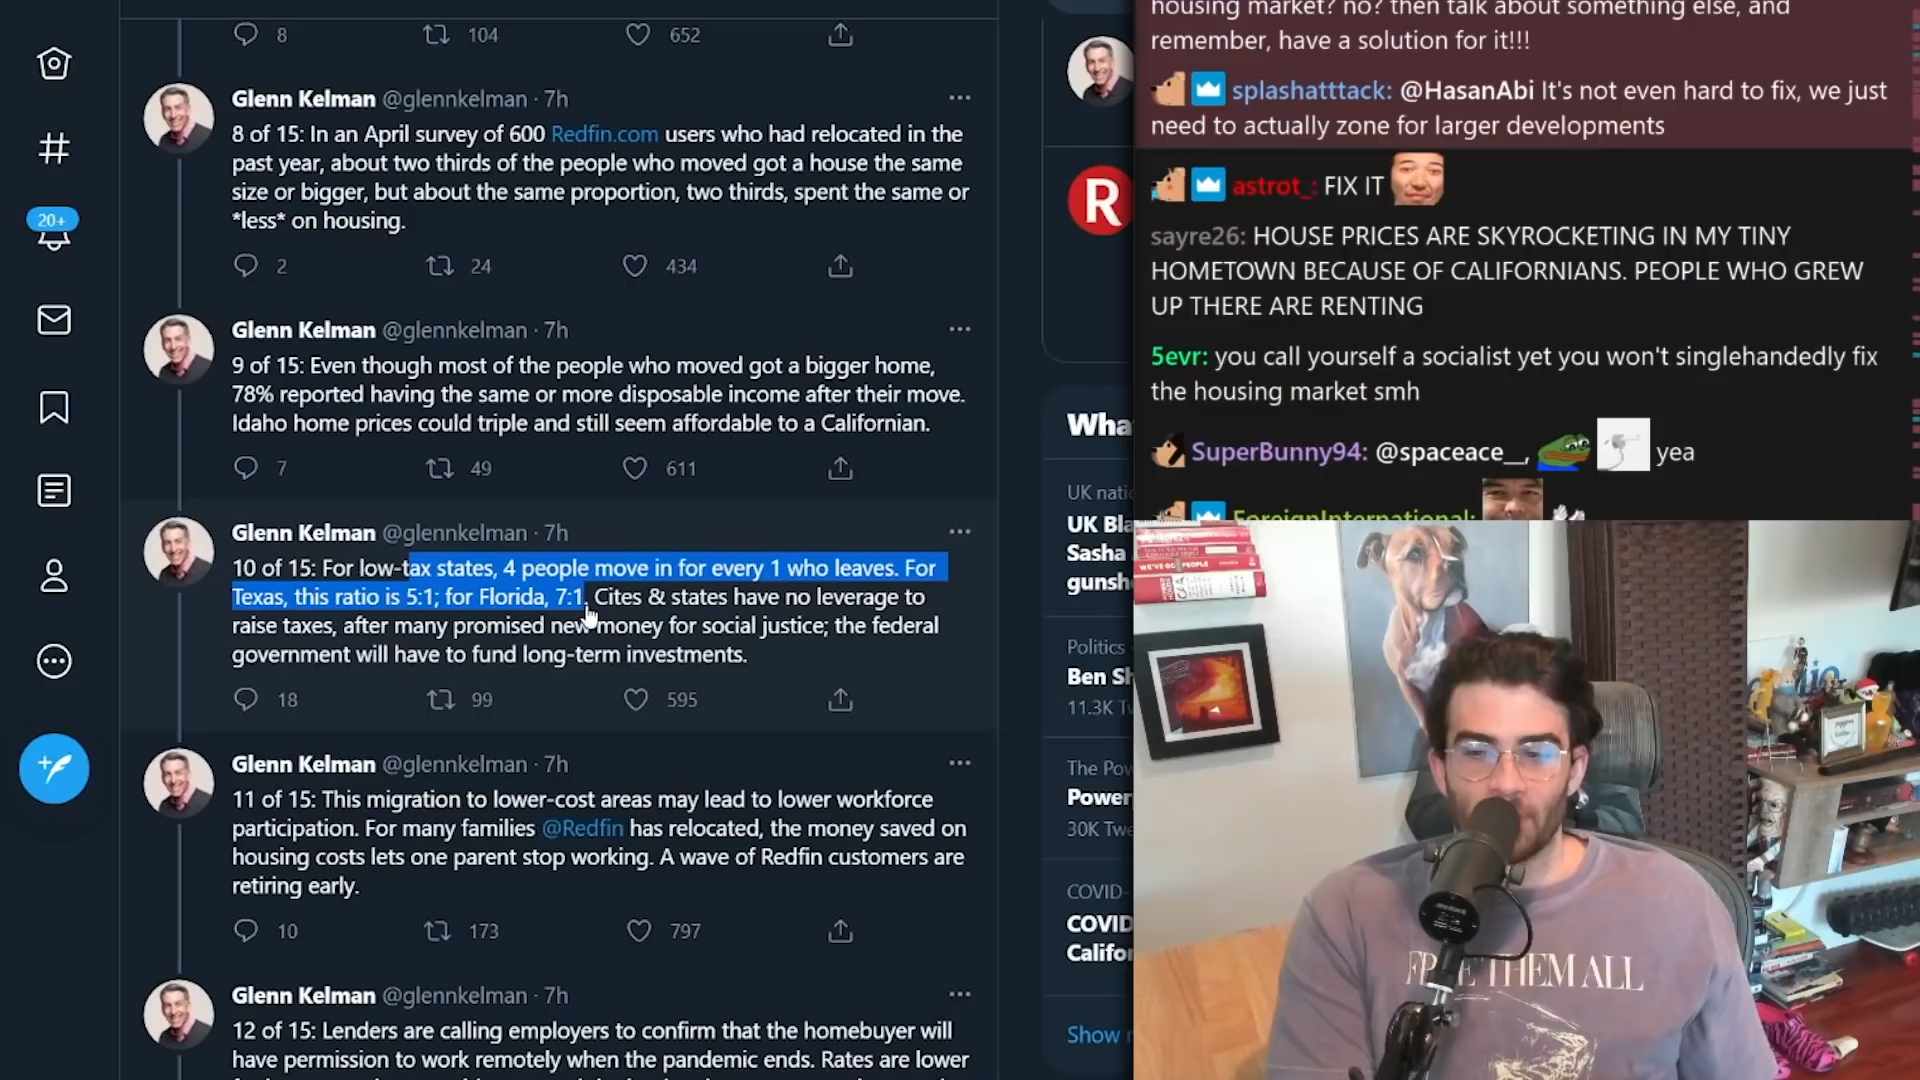 8
104
652
Glenn Kelman @glennkelman · 7h
8 of 15: In an April survey of 600 Redfin.com users who had relocated in the
past year, about two thirds of the people who moved got a house the same
size or bigger, but about the same proportion, two thirds, spent the same or
*less* on housing.
2
24
434
Glenn Kelman @glennkelman · 7h
9 of 15: Even though most of the people who moved got a bigger home,
78% reported having the same or more disposable income after their move.
Idaho home prices could triple and still seem affordable to a Californian.
7
49
611
Glenn Kelman @glennkelman · 7h
10 of 15: For low-tax states, 4 people move in for every 1 who leaves. For
Texas, this ratio is 5:1; for Florida, 7:1. Cites & states have no leverage to
raise taxes, after many promised new money for social justice; the federal
government will have to fund long-term investments.
18
99
595
Glenn Kelman @glennkelman · 7h
11 of 15: This migration to lower-cost areas may lead to lower workforce
participation. For many families @Redfin has relocated, the money saved on
housing costs lets one parent stop working. A wave of Redfin customers are
retiring early.
10
173
797
Glenn Kelman @glennkelman · 7h
12 of 15: Lenders are calling employers to confirm that the homebuyer will
have permission to work remotely when the pandemic ends. Rates are lower
20+
R
Wha
UK natio
UK Bla
Sasha
gunsh
Politics
Ben Sh
11.3K Tw
The Pow
Power
30K Twe
COVID-
COVID
Califor
Show
housing market? no? then talk about something else, and
remember, have a solution for it!!!
splashatttack: @HasanAbi It's not even hard to fix, we just
need to actually zone for larger developments
astrot_: FIX IT
sayre26: HOUSE PRICES ARE SKYROCKETING IN MY TINY
HOMETOWN BECAUSE OF CALIFORNIANS. PEOPLE WHO GREW
UP THERE ARE RENTING
5evr: you call yourself a socialist yet you won't singlehandedly fix
the housing market smh
SuperBunny94: @spaceace__, yea
ForeignInternational:
FREE THEM ALL